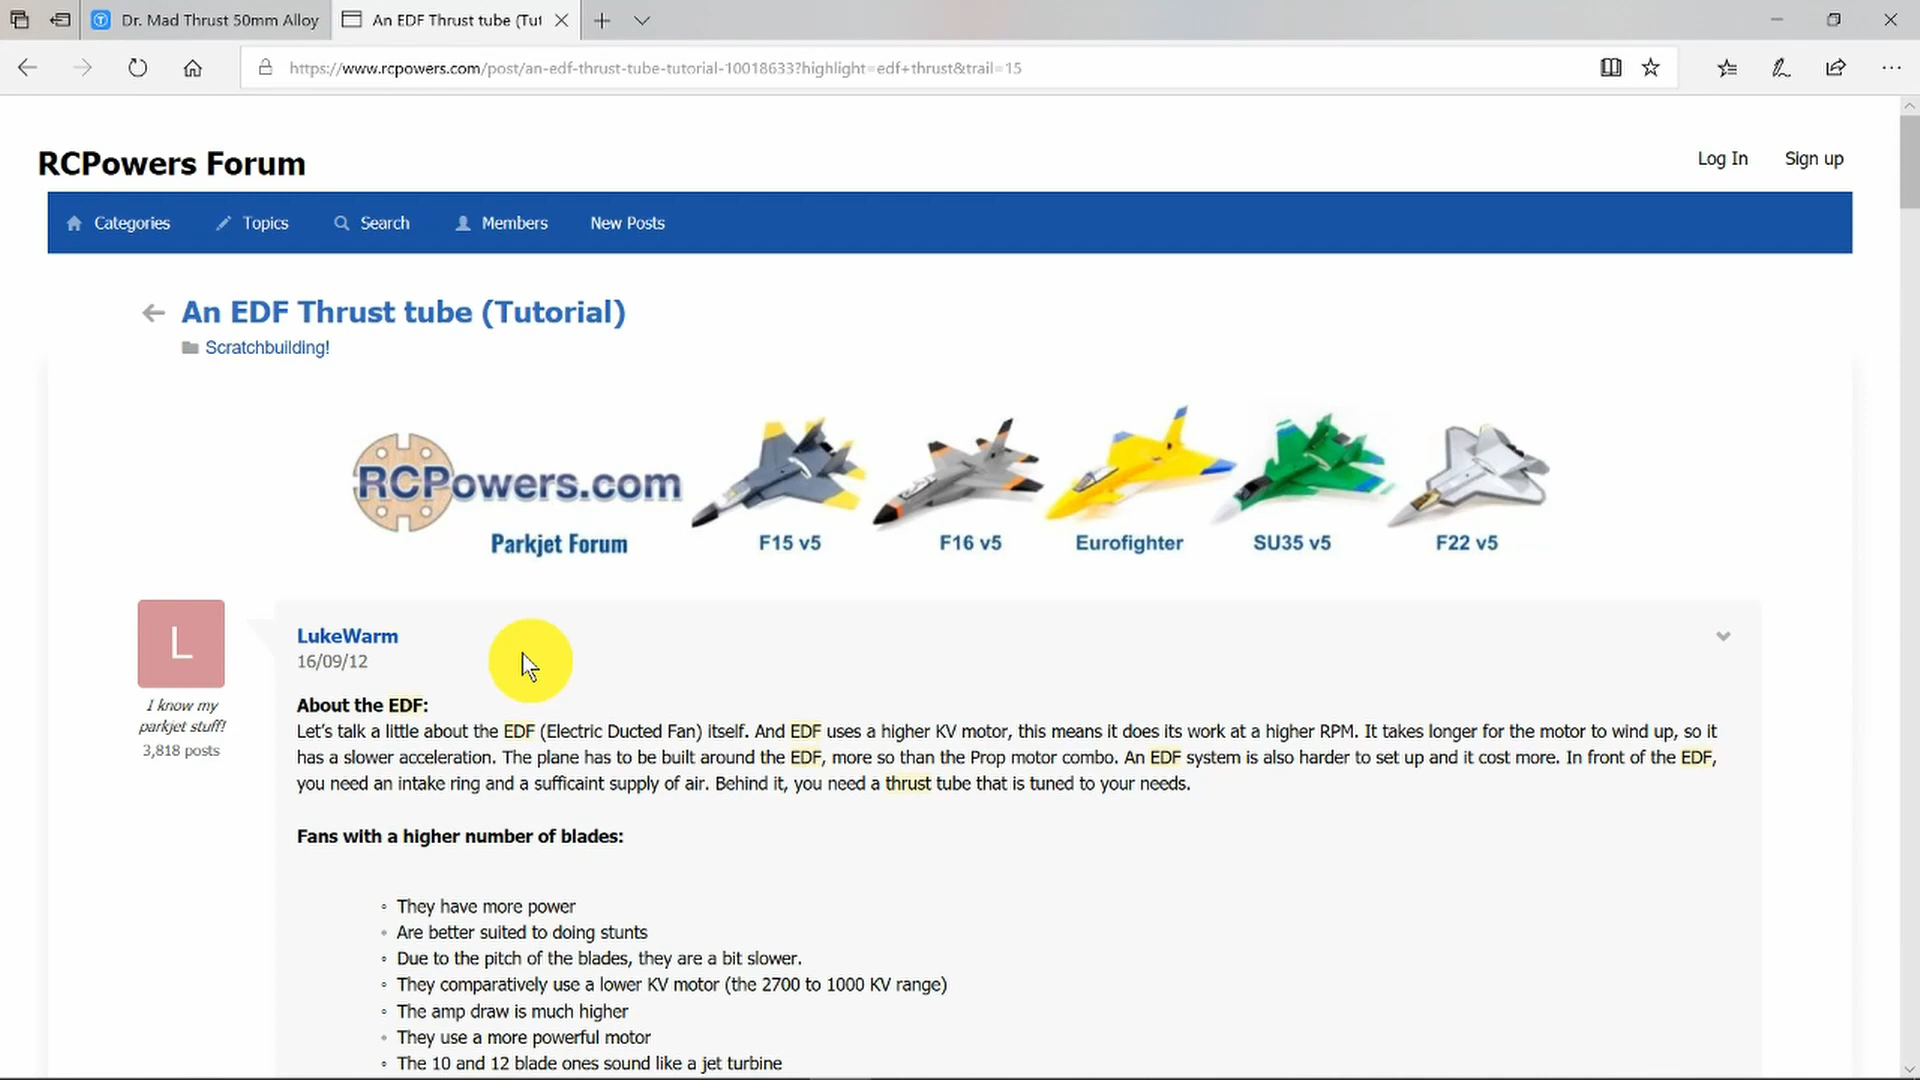 Dr. Mad Thrust 50mm Alloy
An EDF Thrust tube (Tut
https://www.rcpowers.com/post/an-edf-thrust-tube-tutorial-10018633?highlight=edf+thrust&trail=15
RCPowers Forum
Log In Sign up
Categories Topics Search Members New Posts
An EDF Thrust tube (Tutorial)
Scratchbuilding!
RCPowers.com
Parkjet Forum
F15 v5 F16 v5 Eurofighter SU35 v5 F22 v5
L
I know my
parkjet stuff!
3,818 posts
LukeWarm
16/09/12
About the EDF:
Let's talk a little about the EDF (Electric Ducted Fan) itself. And EDF uses a higher KV motor, this means it does its work at a higher RPM. It takes longer for the motor to wind up, so it
has a slower acceleration. The plane has to be built around the EDF, more so than the Prop motor combo. An EDF system is also harder to set up and it cost more. In front of the EDF,
you need an intake ring and a sufficaint supply of air. Behind it, you need a thrust tube that is tuned to your needs.
Fans with a higher number of blades:
◦ They have more power
◦ Are better suited to doing stunts
◦ Due to the pitch of the blades, they are a bit slower.
◦ They comparatively use a lower KV motor (the 2700 to 1000 KV range)
◦ The amp draw is much higher
◦ They use a more powerful motor
◦ The 10 and 12 blade ones sound like a jet turbine